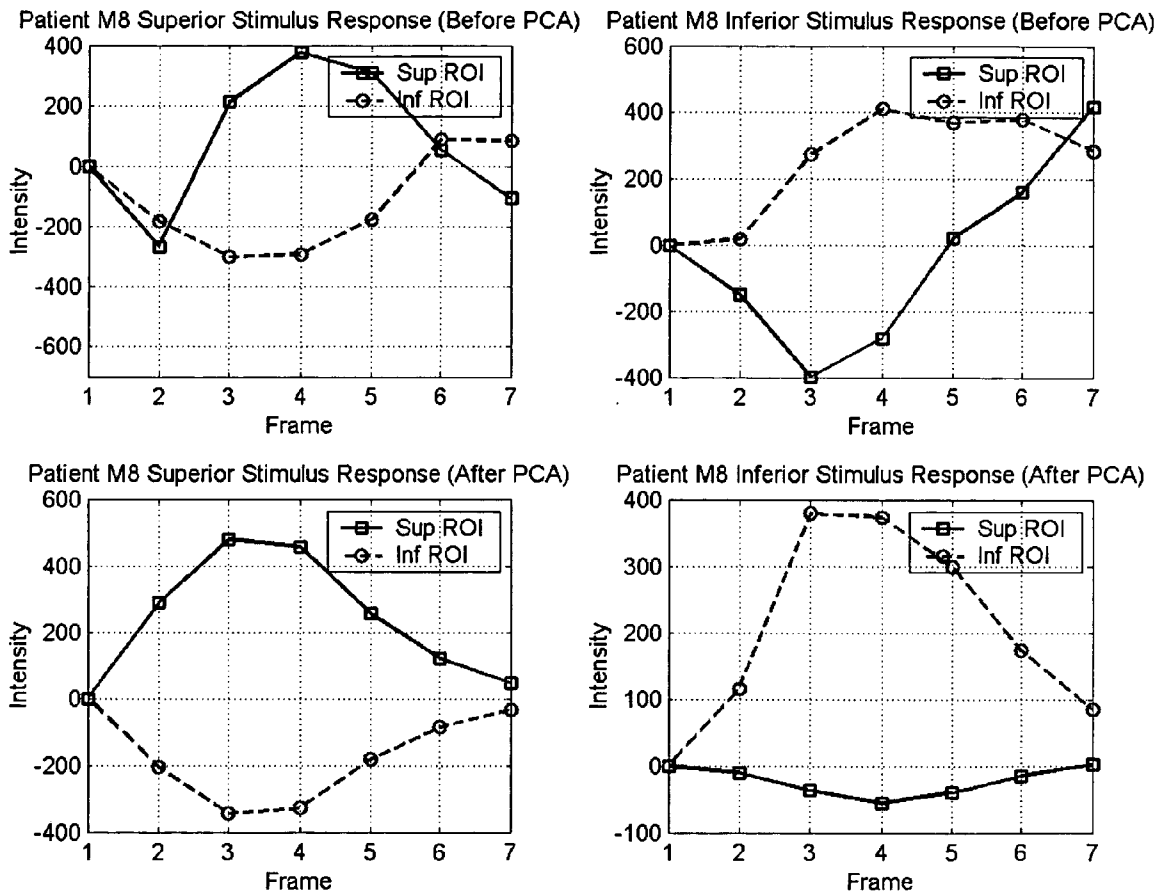 Patient M8 Superior Stimulus Response (Before PCA)
400
200
0
-200
-400
-600
Intensity
Sup ROI
Inf ROI
1 2 3 4 5 6 7
Frame
Patient M8 Inferior Stimulus Response (Before PCA)
600
400
200
0
-200
-400
Intensity
Sup ROI
Inf ROI
1 2 3 4 5 6 7
Frame
Patient M8 Superior Stimulus Response (After PCA)
600
400
200
0
-200
-400
Intensity
Sup ROI
Inf ROI
1 2 3 4 5 6 7
Frame
Patient M8 Inferior Stimulus Response (After PCA)
400
300
200
100
0
-100
Intensity
Sup ROI
Inf ROI
1 2 3 4 5 6 7
Frame